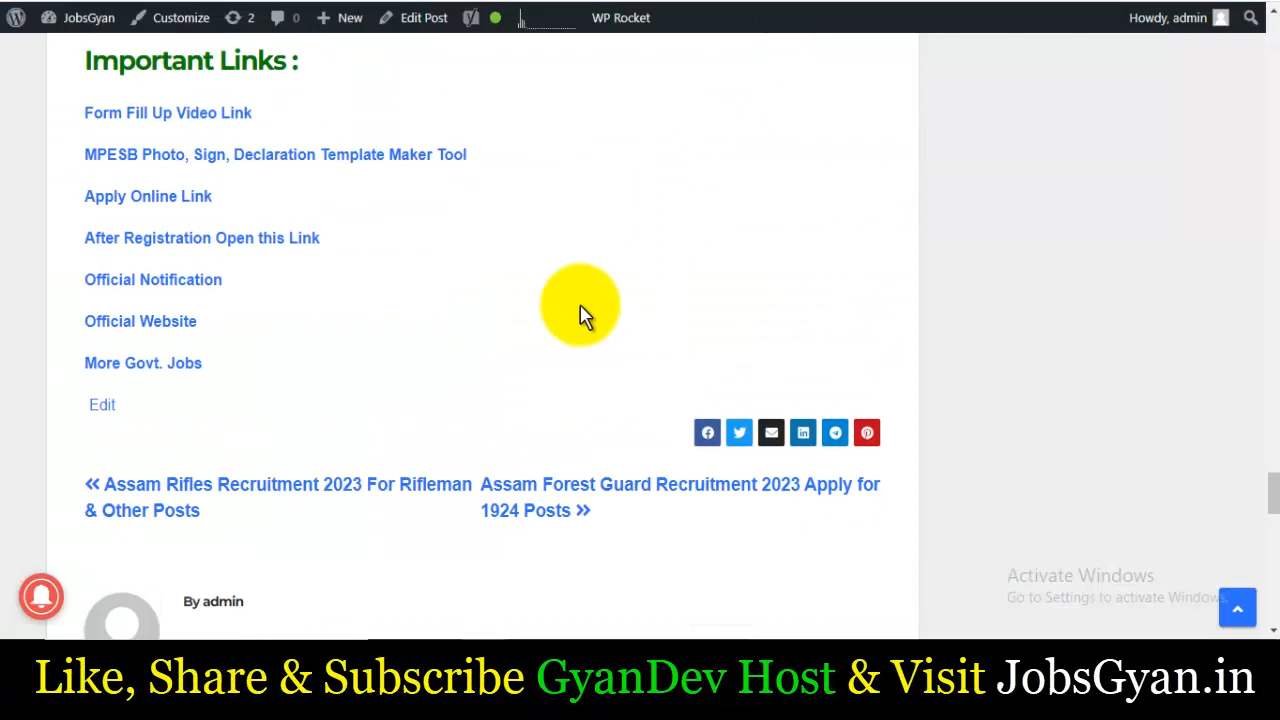 JobsGyan Customize 2 0 New Edit Post WP Rocket Howdy, admin
Important Links :
Form Fill Up Video Link
MPESB Photo, Sign, Declaration Template Maker Tool
Apply Online Link
After Registration Open this Link
Official Notification
Official Website
More Govt. Jobs
Edit
« Assam Rifles Recruitment 2023 For Rifleman
& Other Posts
Assam Forest Guard Recruitment 2023 Apply for
1924 Posts »
Activate Windows
Go to Settings to activate Windows.
By admin
Like, Share & Subscribe GyanDev Host & Visit JobsGyan.in